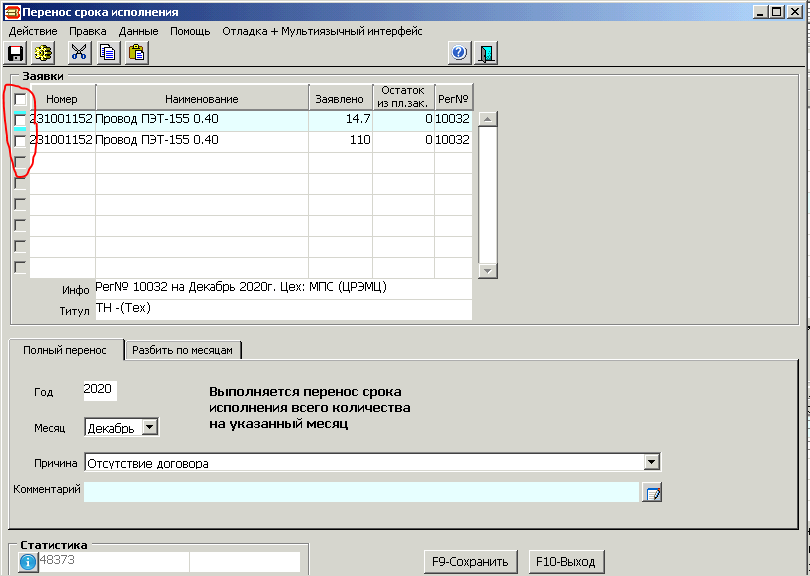 Перенос срока исполнения
Действие Правка Данные Помощь Отладка + Мультиязычный интерфейс
Заявки
Номер Наименование Заявлено Остаток из пл.зак. Рег№
231001152 Провод ПЭТ-155 0.40 14.7 0 10032
231001152 Провод ПЭТ-155 0.40 110 0 10032
Инфо Рег№ 10032 на Декабрь 2020г. Цех: МПС (ЦРЭМЦ)
Титул ТН -(Тех)
Полный перенос Разбить по месяцам
Год 2020
Выполняется перенос срока
исполнения всего количества
на указанный месяц
Месяц Декабрь
Причина Отсутствие договора
Комментарий
Статистика
48373
F9-Сохранить F10-Выход